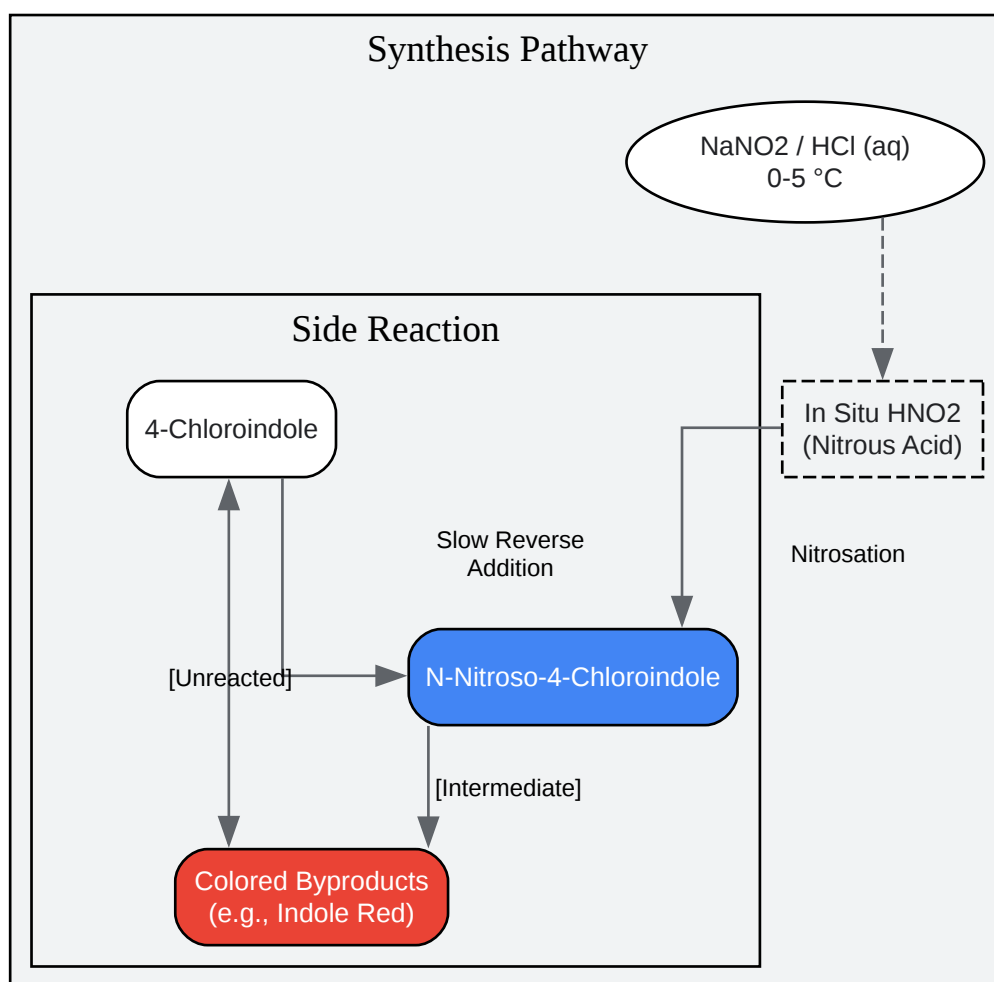 Synthesis Pathway
NaNO2 / HCl (aq)
0-5 °C
Side Reaction
4-Chloroindole
In Situ HNO2
(Nitrous Acid)
Slow Reverse
Addition
Nitrosation
[Unreacted]
N-Nitroso-4-Chloroindole
[Intermediate]
Colored Byproducts
(e.g., Indole Red)